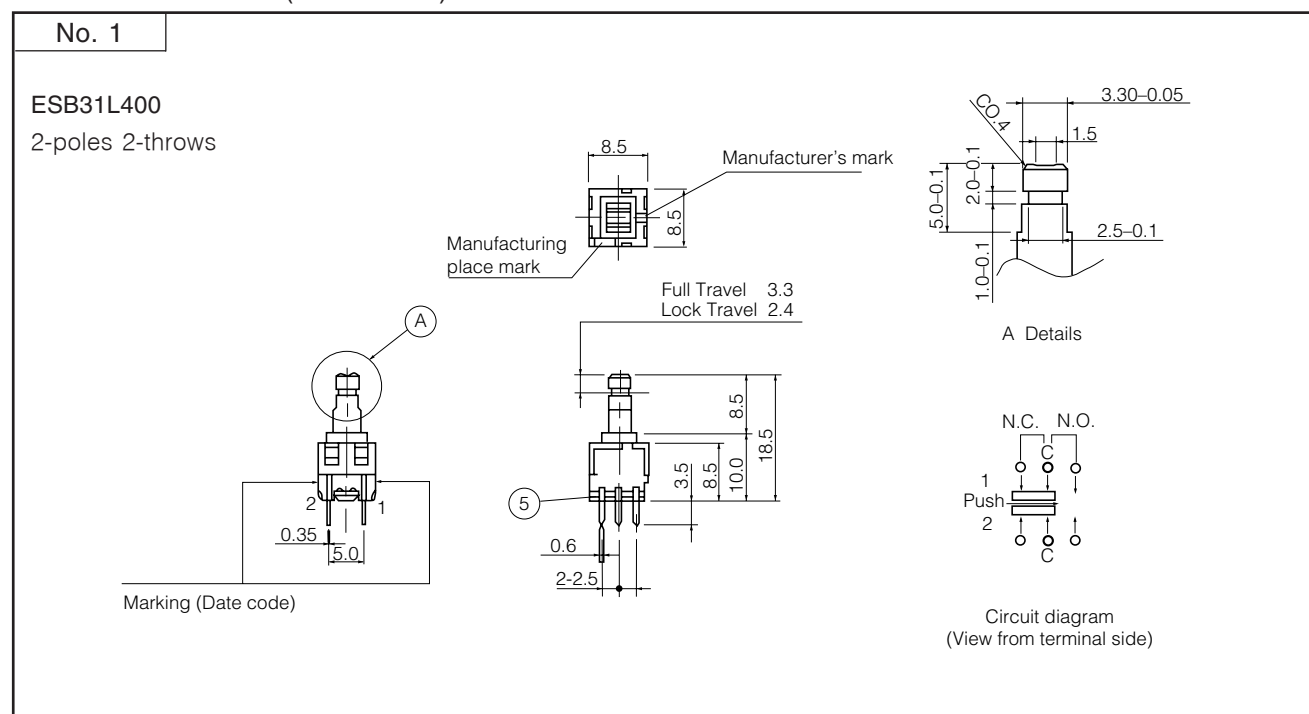 No. 1
ESB31L400
2-poles 2-throws
8.5
Manufacturer's mark
8.5
Manufacturing
place mark
Full Travel 3.3
Lock Travel 2.4
A
2
1
0.35
5.0
Marking (Date code)
8.5
18.5
10.0
8.5
3.5
5
0.6
2-2.5
CO.4
3.30–0.05
1.5
5.0–0.1
2.0–0.1
1.0–0.1
2.5–0.1
A Details
N.C. N.O.
C
1
Push
2
C
Circuit diagram
(View from terminal side)